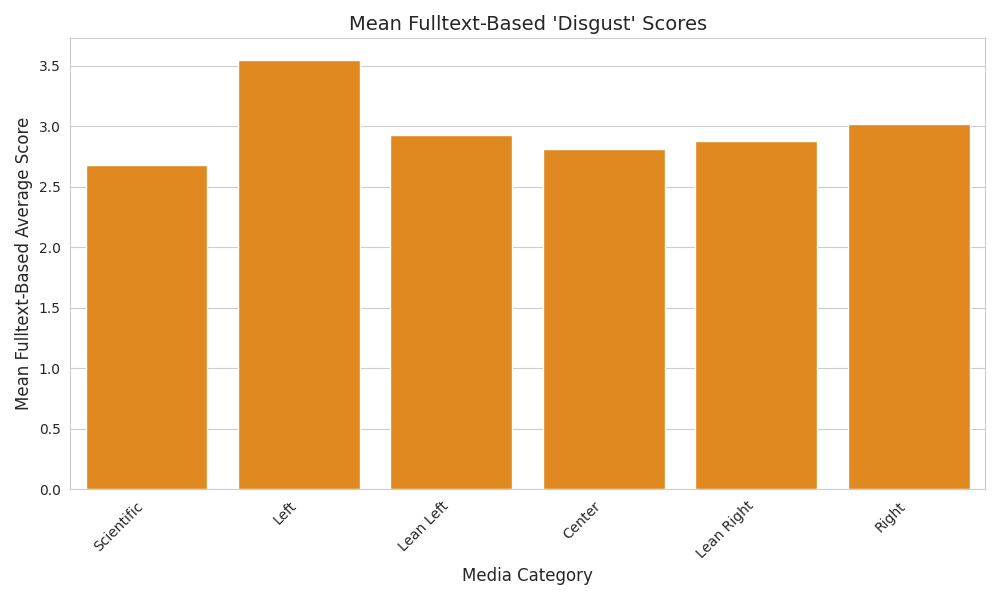 Mean Fulltext-Based 'Disgust' Scores
Mean Fulltext-Based Average Score
3.5
3.0
2.5
2.0
1.5
1.0
0.5
0.0
Scientific
Left
Lean Left
Center
Lean Right
Right
Media Category